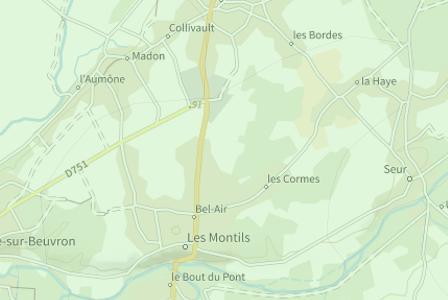 Collivault
les Bordes
Madon
l'Aumône
la Haye
91
D751
Seur
les Cormes
Bel-Air
e-sur-Beuvron
Les Montils
le Bout du Pont